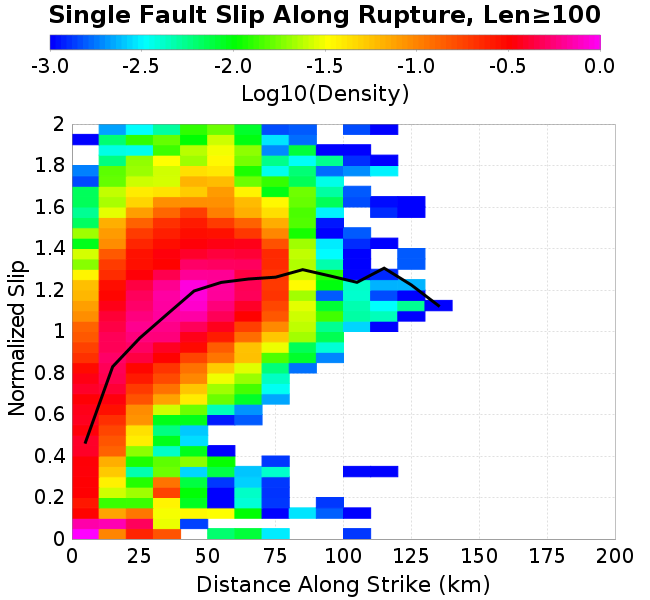 Single Fault Slip Along Rupture, Len≥100
-3.0 -2.5 -2.0 -1.5 -1.0 -0.5 0.0
Log10(Density)
2
1.8
1.6
1.4
1.2
1
0.8
0.6
0.4
0.2
0
Normalized Slip
0 25 50 75 100 125 150 175 200
Distance Along Strike (km)